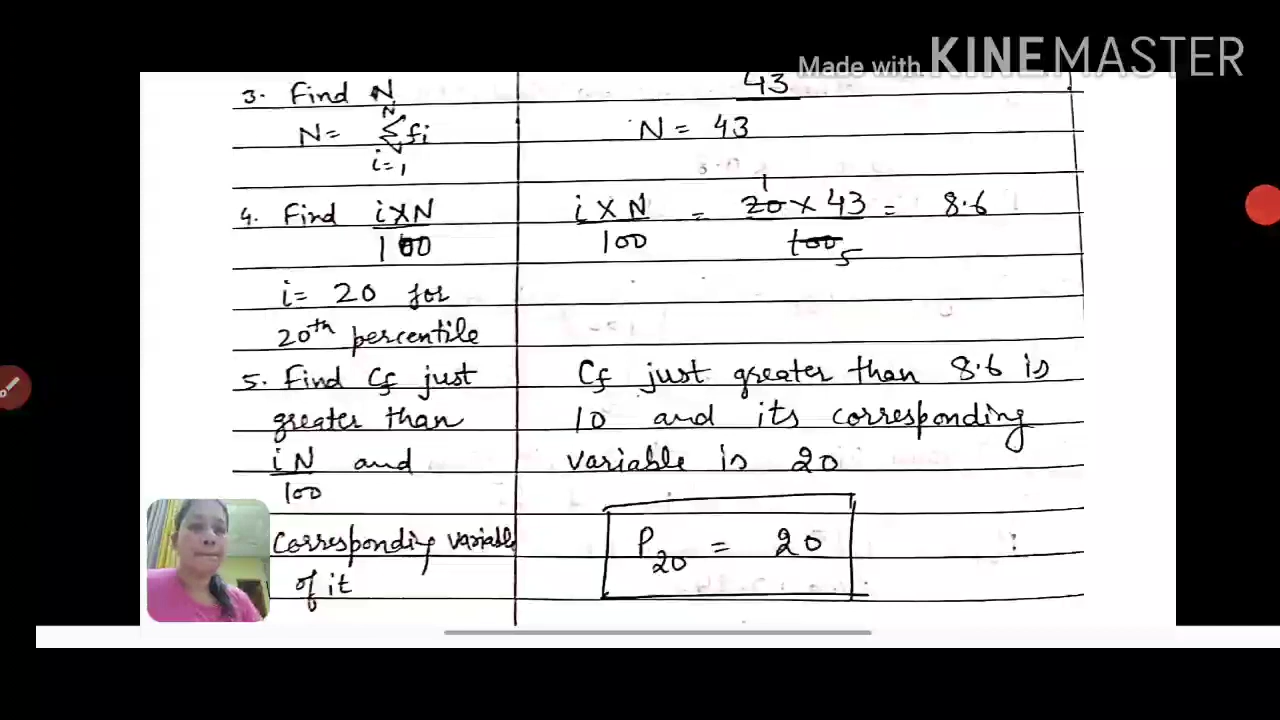 Made with KINEMASTER
3. Find N
43
N = N Σ fi i=1
N = 43
4. Find i×N / 100
i × N / 100 = 20 × 43 / 100 = 8.6
1
5
i = 20 for
20th percentile
5. Find Cf just
greater than
iN / 100 and
Corresponding variable
of it
Cf just greater than 8.6 is
10 and its corresponding
variable is 20
P20 = 20